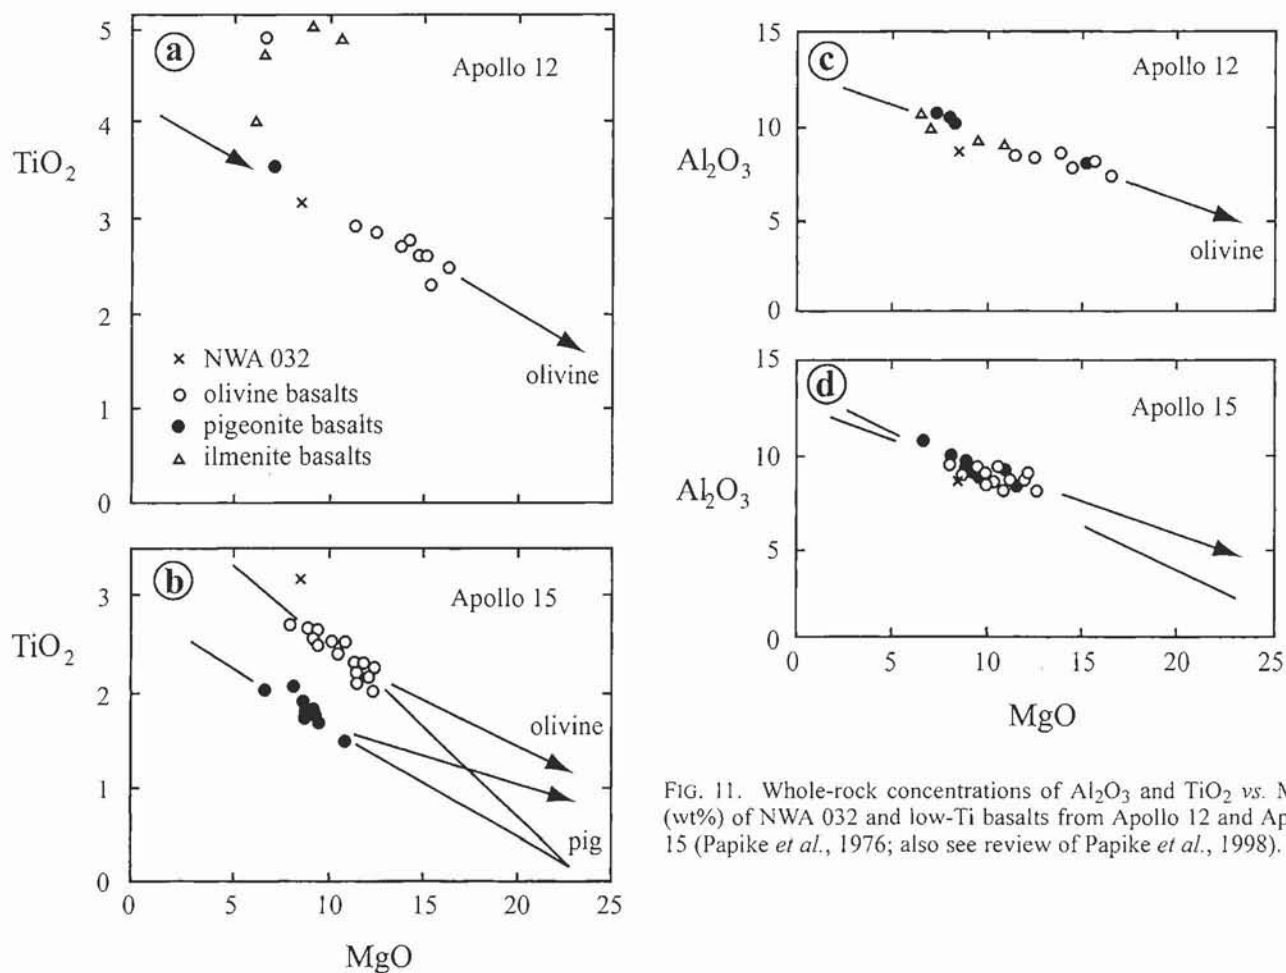 5
a
Apollo 12
4
TiO2
3
2
× NWA 032
○ olivine basalts
● pigeonite basalts
△ ilmenite basalts
olivine
1
0
3
b
Apollo 15
TiO2
2
olivine
1
pig
0
0 5 10 15 20 25
MgO
15
c
Apollo 12
10
Al2O3
5
olivine
0
15
d
Apollo 15
10
Al2O3
5
0
0 5 10 15 20 25
MgO
FIG. 11. Whole-rock concentrations of Al2O3 and TiO2 vs. M
(wt%) of NWA 032 and low-Ti basalts from Apollo 12 and Ap
15 (Papike et al., 1976; also see review of Papike et al., 1998).